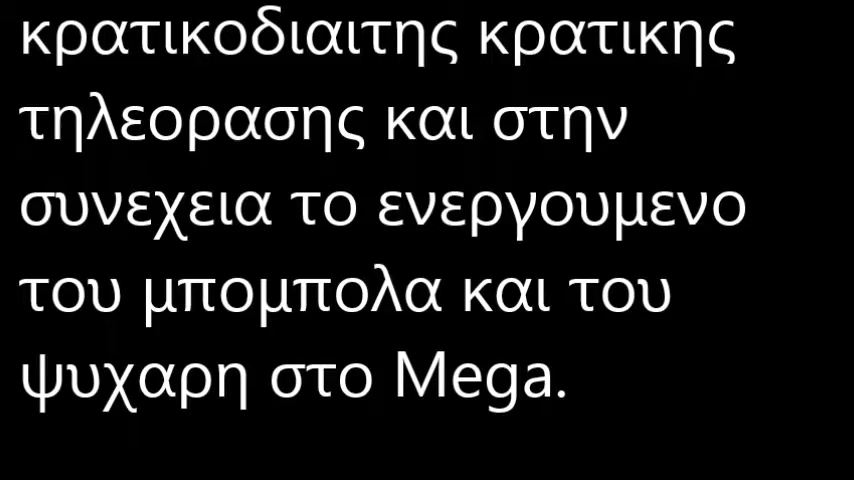 κρατικοδιαιτης κρατικης
τηλεορασης και στην
συνεχεια το ενεργουμενο
του μπομπολα και του
ψυχαρη στο Mega.